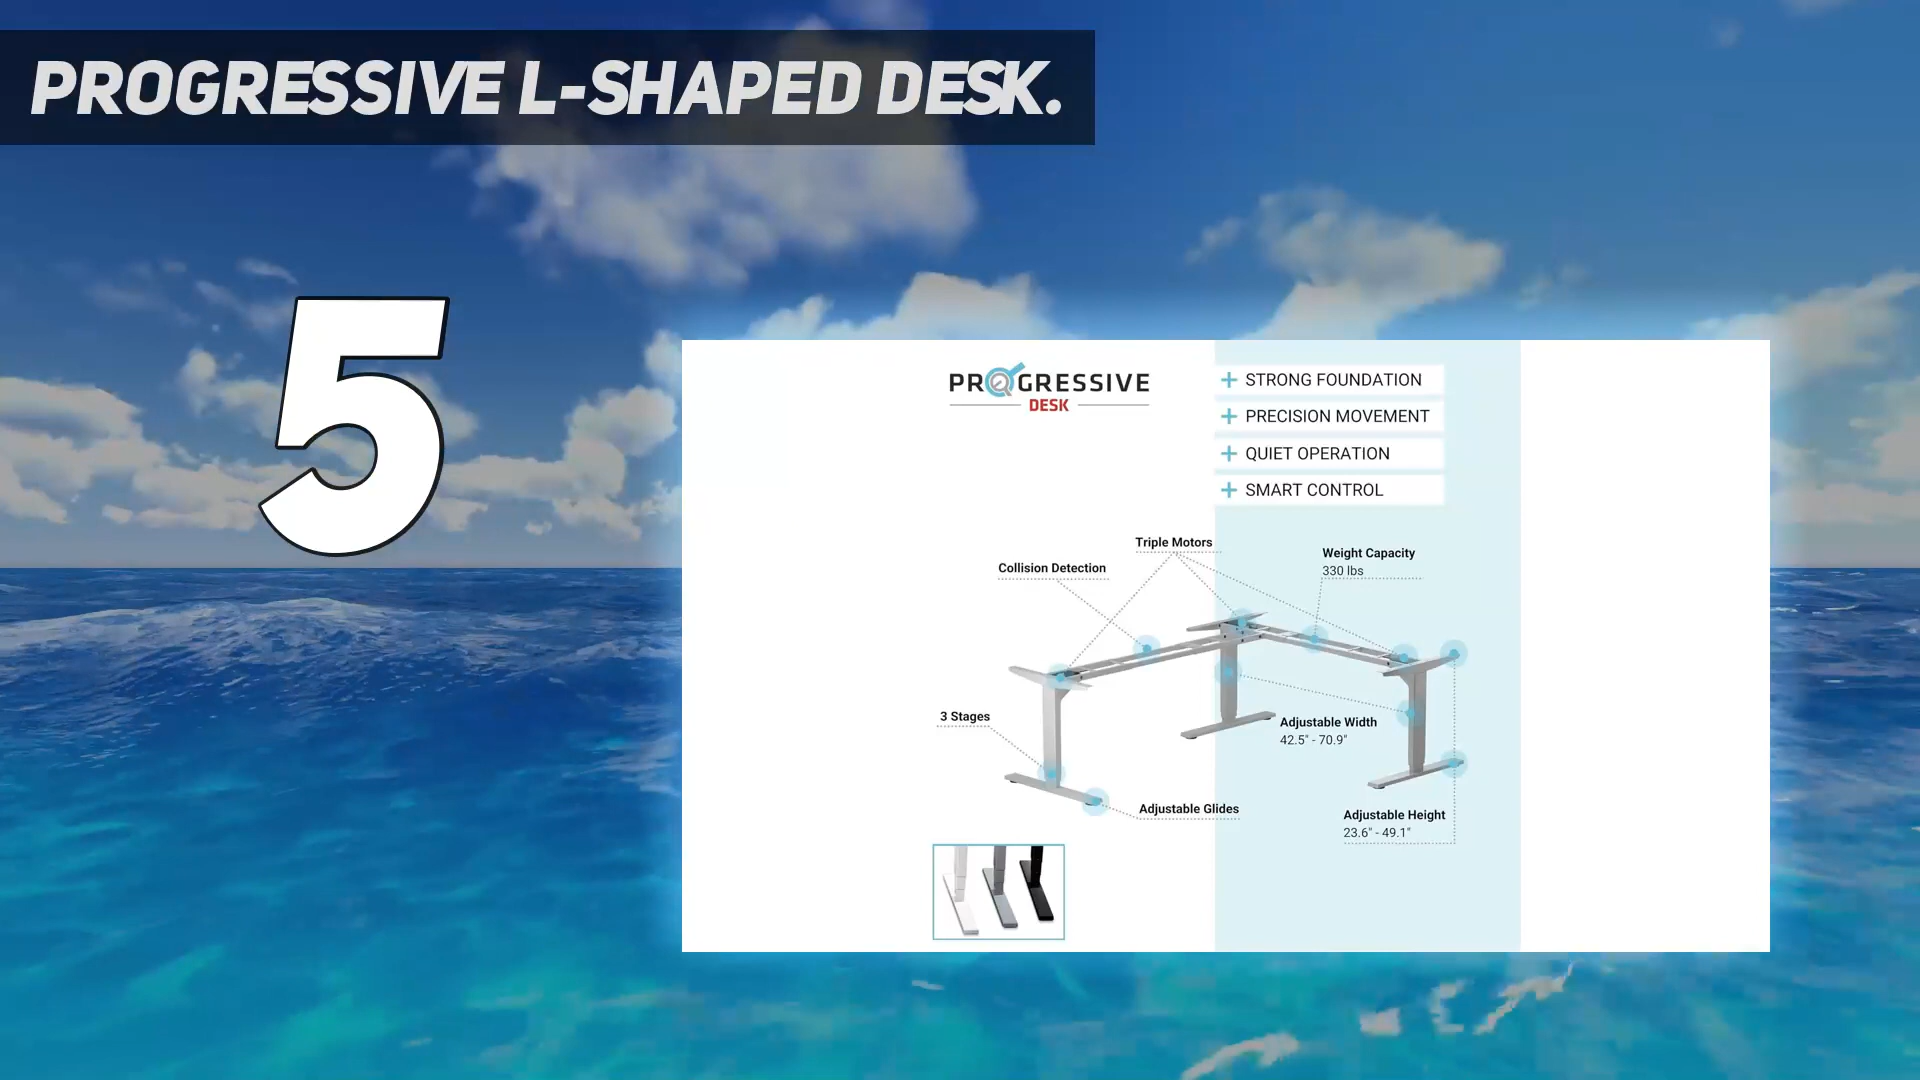 PROGRESSIVE L-SHAPED DESK.
5
PROGRESSIVE
DESK
+ STRONG FOUNDATION
+ PRECISION MOVEMENT
+ QUIET OPERATION
+ SMART CONTROL
Triple Motors
Collision Detection
Weight Capacity
330 lbs
3 Stages
Adjustable Width
42.5" - 70.9"
Adjustable Glides
Adjustable Height
23.6" - 49.1"